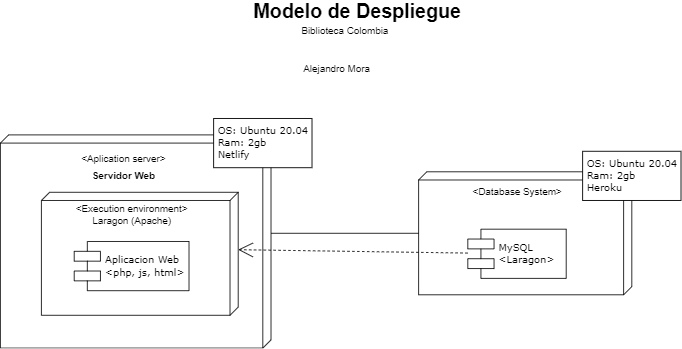 Modelo de Despliegue
Biblioteca Colombia
Alejandro Mora
OS: Ubuntu 20.04
Ram: 2gb
Netlify
<Aplication server>
Servidor Web
<Execution environment>
Laragon (Apache)
Aplicacion Web
<php, js, html>
OS: Ubuntu 20.04
Ram: 2gb
Heroku
<Database System>
MySQL
<Laragon>